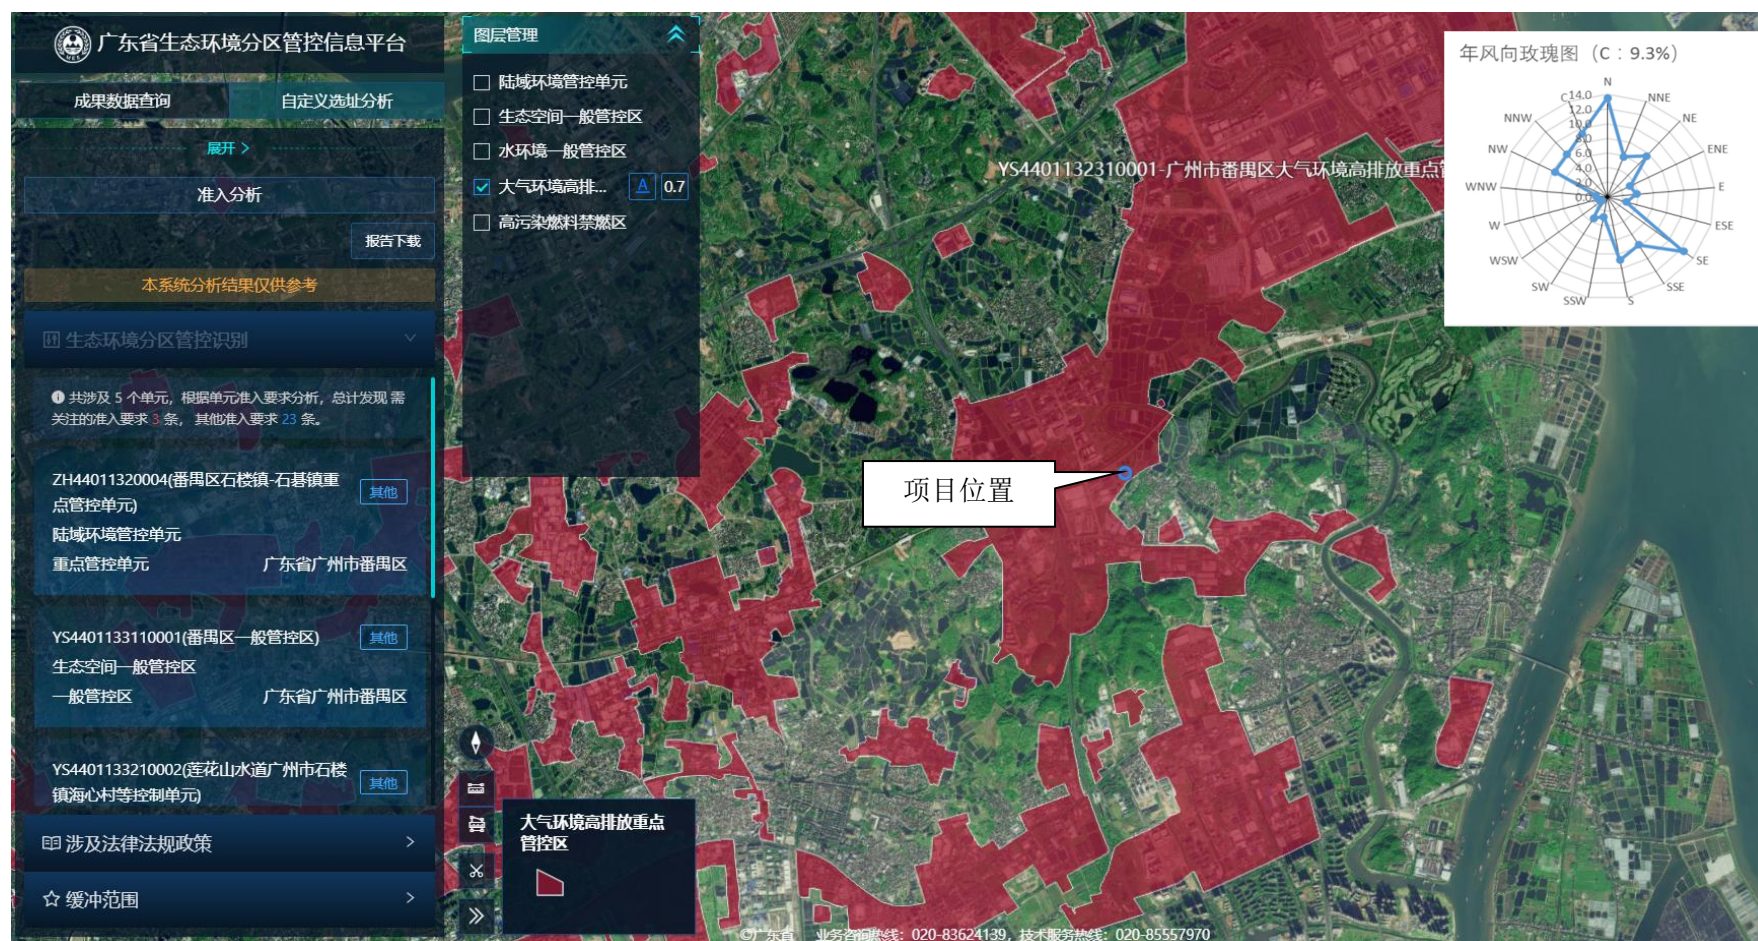 广东省生态环境分区管控信息平台
成果数据查询
自定义选址分析
展开 >
准入分析
报告下载
本系统分析结果仅供参考
生态环境分区管控识别
共涉及 5 个单元，根据单元准入要求分析，总计发现 需
关注的准入要求 3 条， 其他准入要求 23 条。
ZH44011320004(番禺区石楼镇-石碁镇重
点管控单元)
其他
陆域环境管控单元
重点管控单元
广东省广州市番禺区
YS4401133110001(番禺区一般管控区)
其他
生态空间一般管控区
一般管控区
广东省广州市番禺区
YS4401133210002(莲花山水道广州市石楼
镇海心村等控制单元)
其他
涉及法律法规政策
缓冲范围
图层管理
陆域环境管控单元
生态空间一般管控区
水环境一般管控区
大气环境高排...
A
0.7
高污染燃料禁燃区
大气环境高排放重点
管控区
YS4401132310001-广州市番禺区大气环境高排放重点管
项目位置
年风向玫瑰图（C：9.3%）
N
NNE
NE
ENE
E
ESE
SE
SSE
S
SSW
SW
WSW
W
WNW
NW
NNW
C
14.0
12.0
10.0
8.0
6.0
4.0
2.0
0.0
©广东省 业务咨询热线：020-83624139，技术服务热线：020-85557970